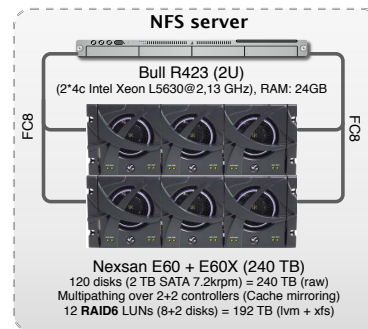 NFS server
Bull R423 (2U)
(2*4c Intel Xeon L5630@2,13 GHz), RAM: 24GB
FC8
FC8
Nexsan E60 + E60X (240 TB)
120 disks (2 TB SATA 7.2krpm) = 240 TB (raw)
Multipathing over 2+2 controllers (Cache mirroring)
12 RAID6 LUNs (8+2 disks) = 192 TB (lvm + xfs)